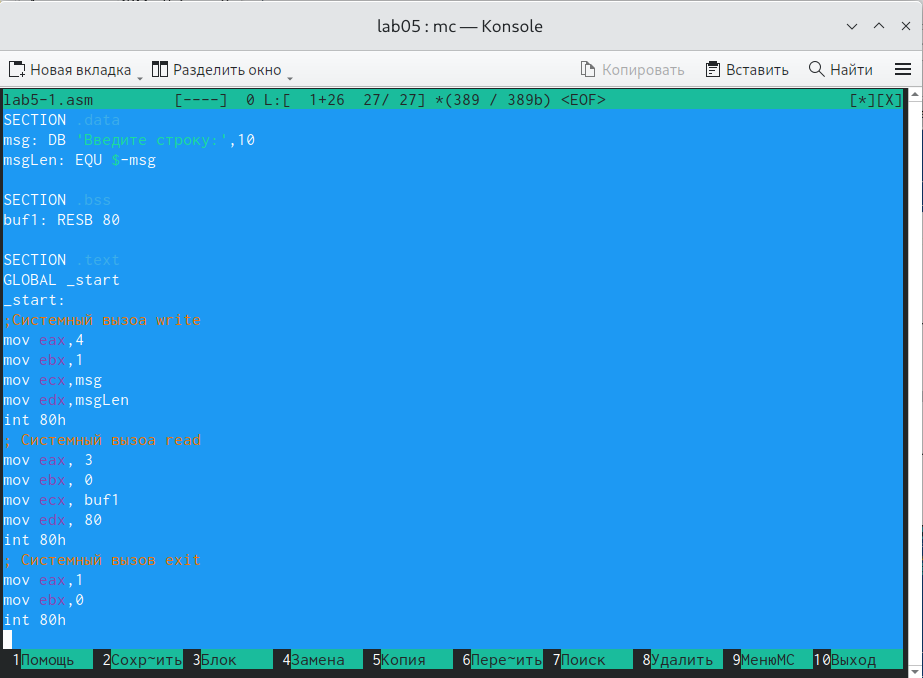 lab05 : mc — Konsole
Новая вкладка Разделить окно Копировать Вставить Найти
lab5-1.asm [----] 0 L:[ 1+26 27/ 27] *(389 / 389b) <EOF> [*][X]
SECTION .data
msg: DB 'Введите строку:',10
msgLen: EQU $-msg
SECTION .bss
buf1: RESB 80
SECTION .text
GLOBAL _start
_start:
;Системный вызоа write
mov eax,4
mov ebx,1
mov ecx,msg
mov edx,msgLen
int 80h
; Системный вызоа read
mov eax, 3
mov ebx, 0
mov ecx, buf1
mov edx, 80
int 80h
; Системный вызов exit
mov eax,1
mov ebx,0
int 80h
1Помощь 2Сохр~ить 3Блок 4Замена 5Копия 6Пере~ить 7Поиск 8Удалить 9МенюMC 10Выход